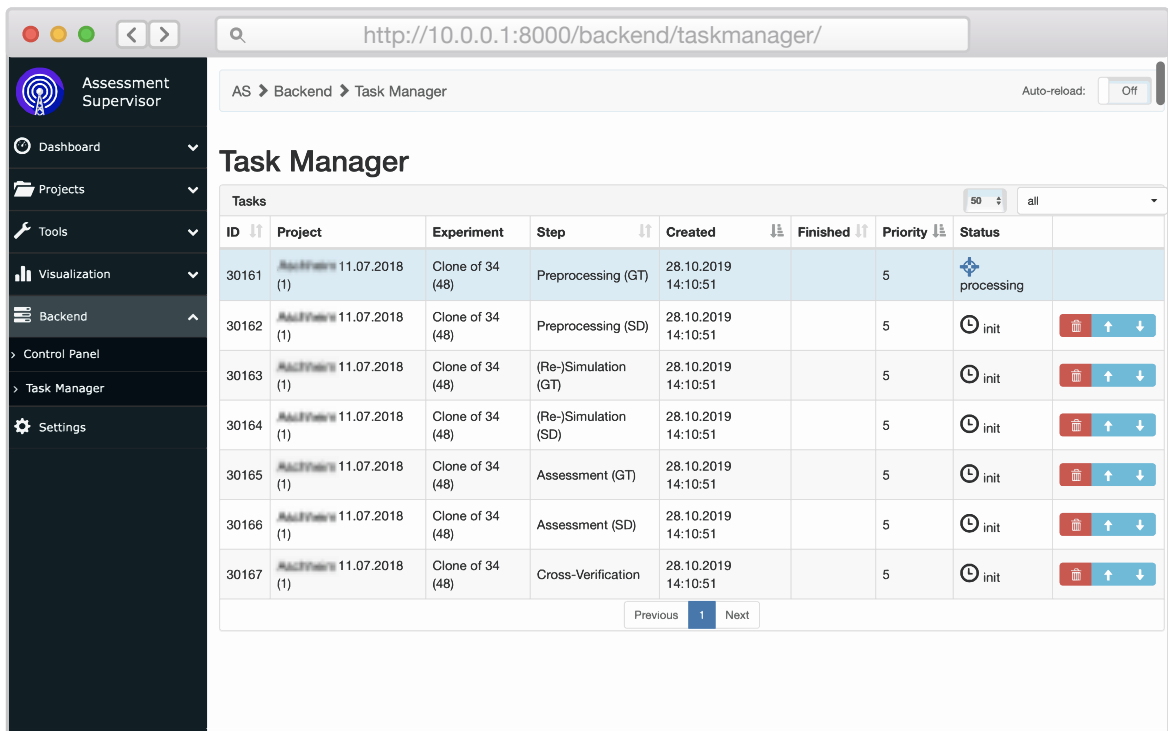 http://10.0.0.1:8000/backend/taskmanager/
Assessment
Supervisor
Dashboard
Projects
Tools
Visualization
Backend
Control Panel
Task Manager
Settings
AS Backend Task Manager
Auto-reload: Off
Task Manager
Tasks 50 all
ID Project Experiment Step Created Finished Priority Status
30161 11.07.2018 (1) Clone of 34 (48) Preprocessing (GT) 28.10.2019 14:10:51 5 processing
30162 11.07.2018 (1) Clone of 34 (48) Preprocessing (SD) 28.10.2019 14:10:51 5 init
30163 11.07.2018 (1) Clone of 34 (48) (Re-)Simulation (GT) 28.10.2019 14:10:51 5 init
30164 11.07.2018 (1) Clone of 34 (48) (Re-)Simulation (SD) 28.10.2019 14:10:51 5 init
30165 11.07.2018 (1) Clone of 34 (48) Assessment (GT) 28.10.2019 14:10:51 5 init
30166 11.07.2018 (1) Clone of 34 (48) Assessment (SD) 28.10.2019 14:10:51 5 init
30167 11.07.2018 (1) Clone of 34 (48) Cross-Verification 28.10.2019 14:10:51 5 init
Previous 1 Next